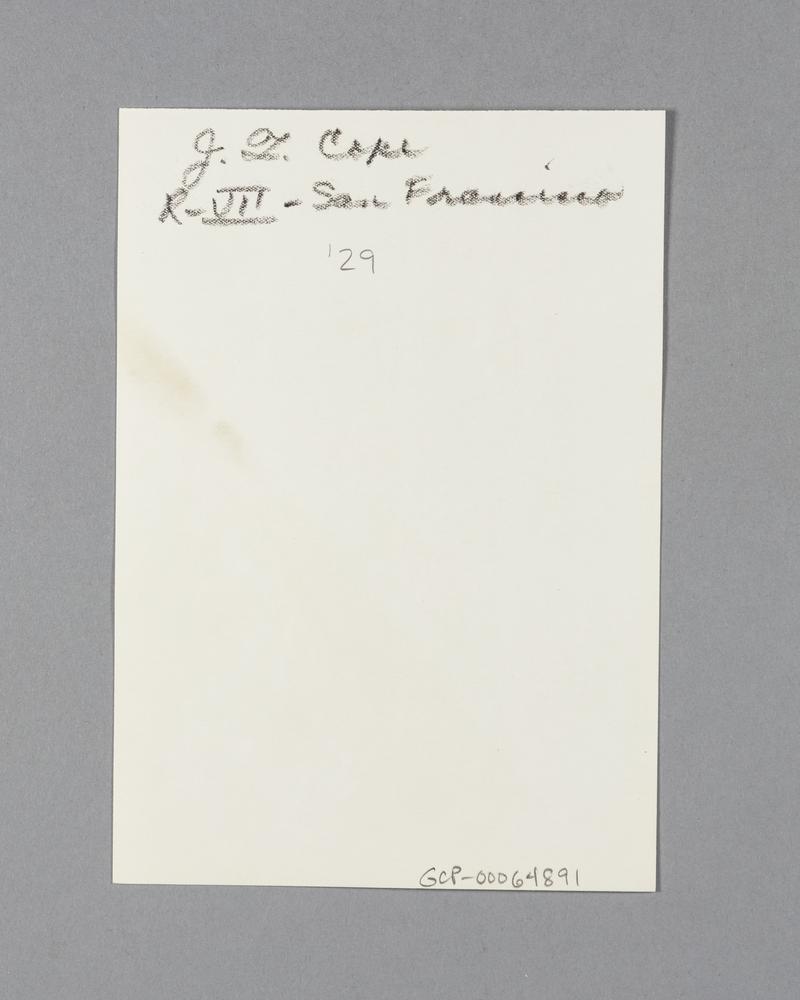 J. Z. Cope
R-VII - San Francisco
'29
GCP-00064891